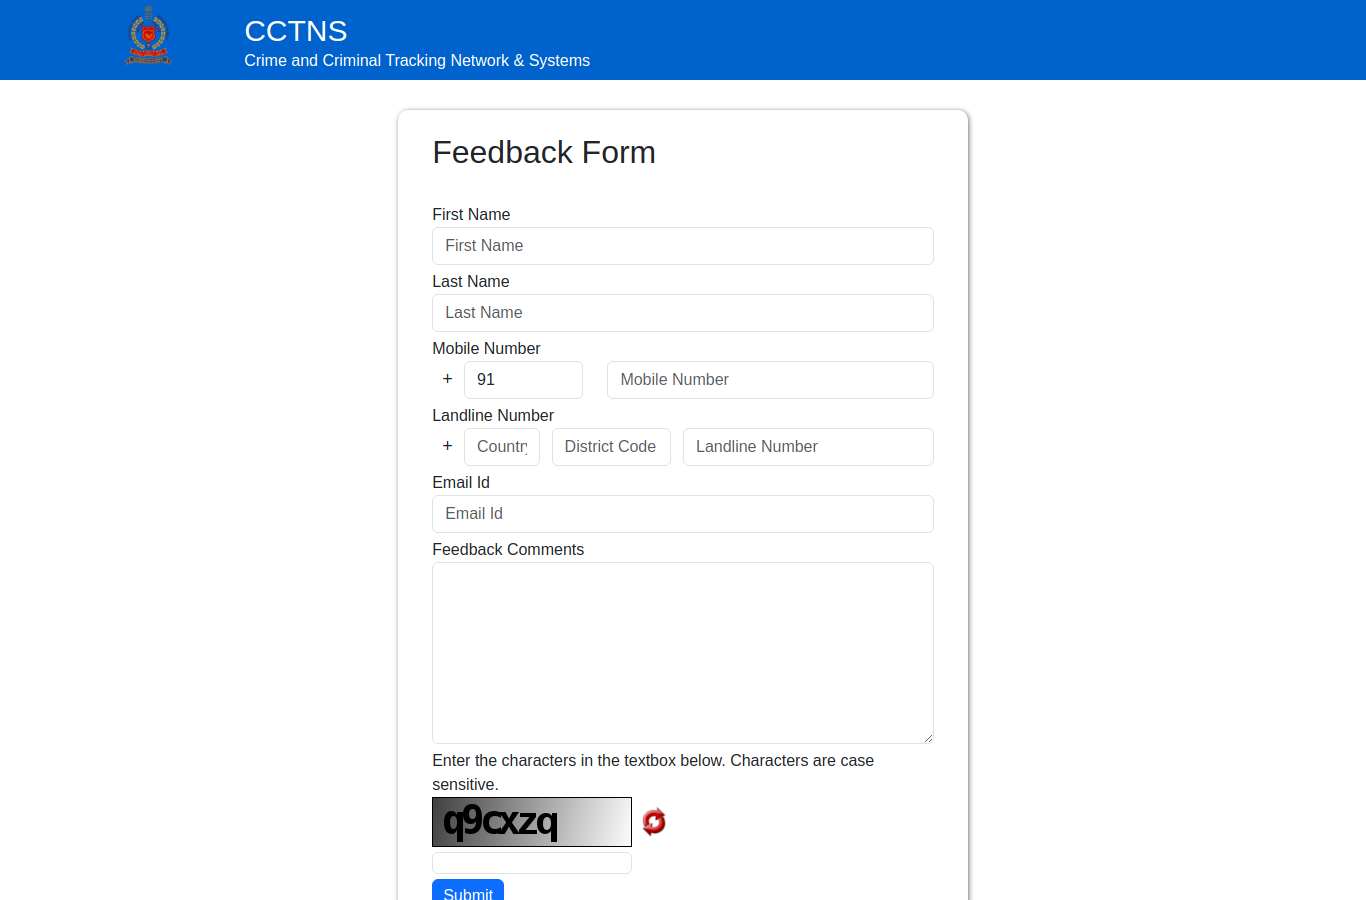 CCTNS
Crime and Criminal Tracking Network & Systems
Feedback Form
First Name
First Name
Last Name
Last Name
Mobile Number
+ 91 Mobile Number
Landline Number
+ Country District Code Landline Number
Email Id
Email Id
Feedback Comments
Enter the characters in the textbox below. Characters are case
sensitive.
q9cxzq
Submit